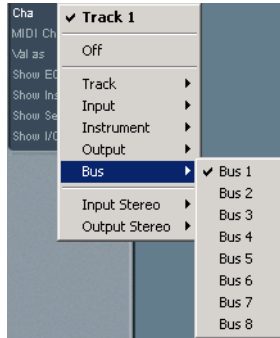 Cha
MIDI Ch
Val as
Show EQ
Show Ins
Show Se
Show I/O
Track 1
Off
Track
Input
Instrument
Output
Bus
Input Stereo
Output Stereo
Bus 1
Bus 2
Bus 3
Bus 4
Bus 5
Bus 6
Bus 7
Bus 8